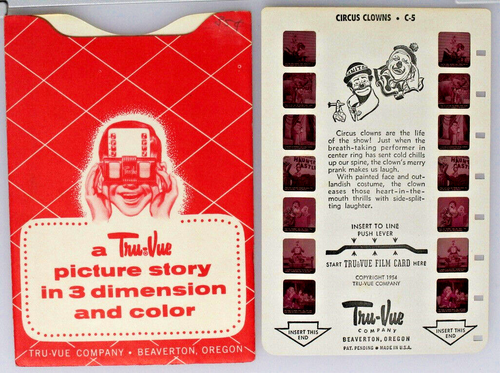 a Tru-Vue
picture story
in 3 dimension
and color
TRU-VUE COMPANY • BEAVERTON, OREGON
CIRCUS CLOWNS • C-5
Circus clowns are the life
of the show! Just when the
breath-taking performer in
center ring has sent cold chills
up our spine, the clown's merry
prank makes us laugh.
With painted face and out-
landish costume, the clown
eases those heart-in-the-
mouth thrills with side-split-
ting laughter.
INSERT TO LINE
PUSH LEVER
START TRU-VUE FILM CARD HERE
COPYRIGHT 1954
TRU-VUE COMPANY
Tru-Vue
COMPANY
BEAVERTON, OREGON
PAT. PENDING • MADE IN U.S.A.
INSERT THIS
END
INSERT THIS
END